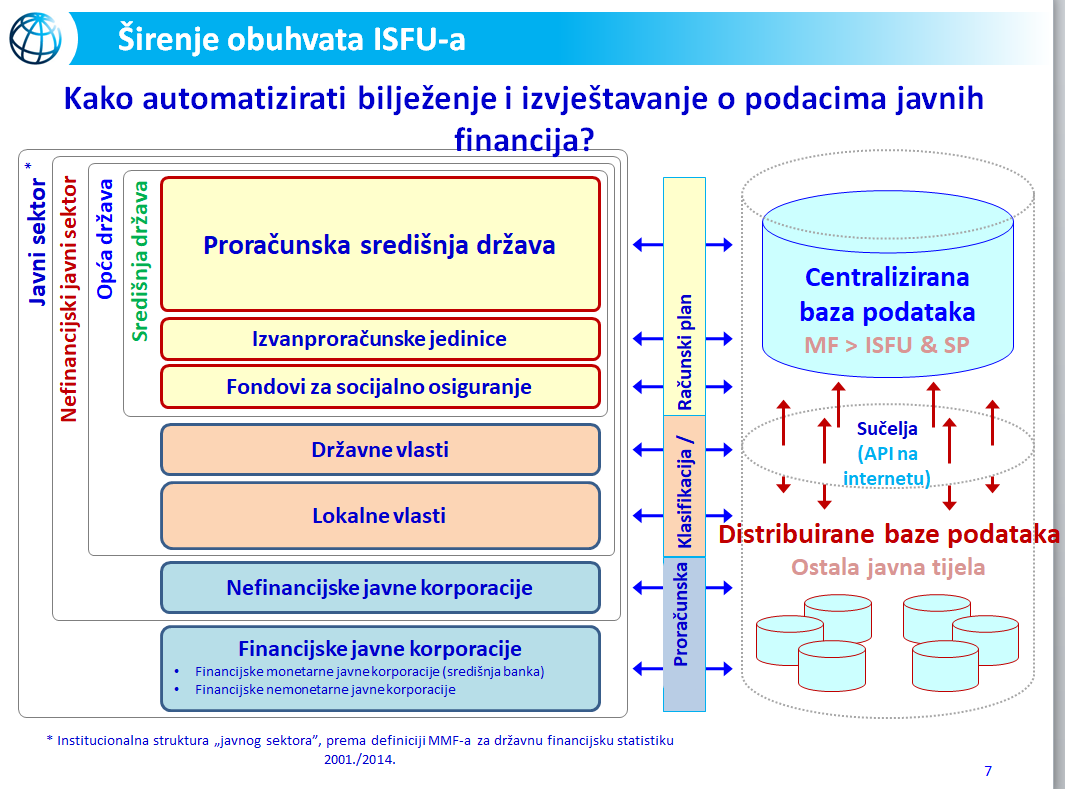 Širenje obuhvata ISFU-a
Kako automatizirati bilježenje i izvještavanje o podacima javnih
financija?
Javni sektor *
Nefinancijski javni sektor
Opća država
Središnja država
Proračunska središnja država
Izvanproračunske jedinice
Fondovi za socijalno osiguranje
Državne vlasti
Lokalne vlasti
Nefinancijske javne korporacije
Financijske javne korporacije
• Financijske monetarne javne korporacije (središnja banka)
• Financijske nemonetarne javne korporacije
Proračunska Klasifikacija / Računski plan
Centralizirana
baza podataka
MF > ISFU & SP
Sučelja
(API na
internetu)
Distribuirane baze podataka
Ostala javna tijela
* Institucionalna struktura „javnog sektora”, prema definiciji MMF-a za državnu financijsku statistiku
2001./2014.
7